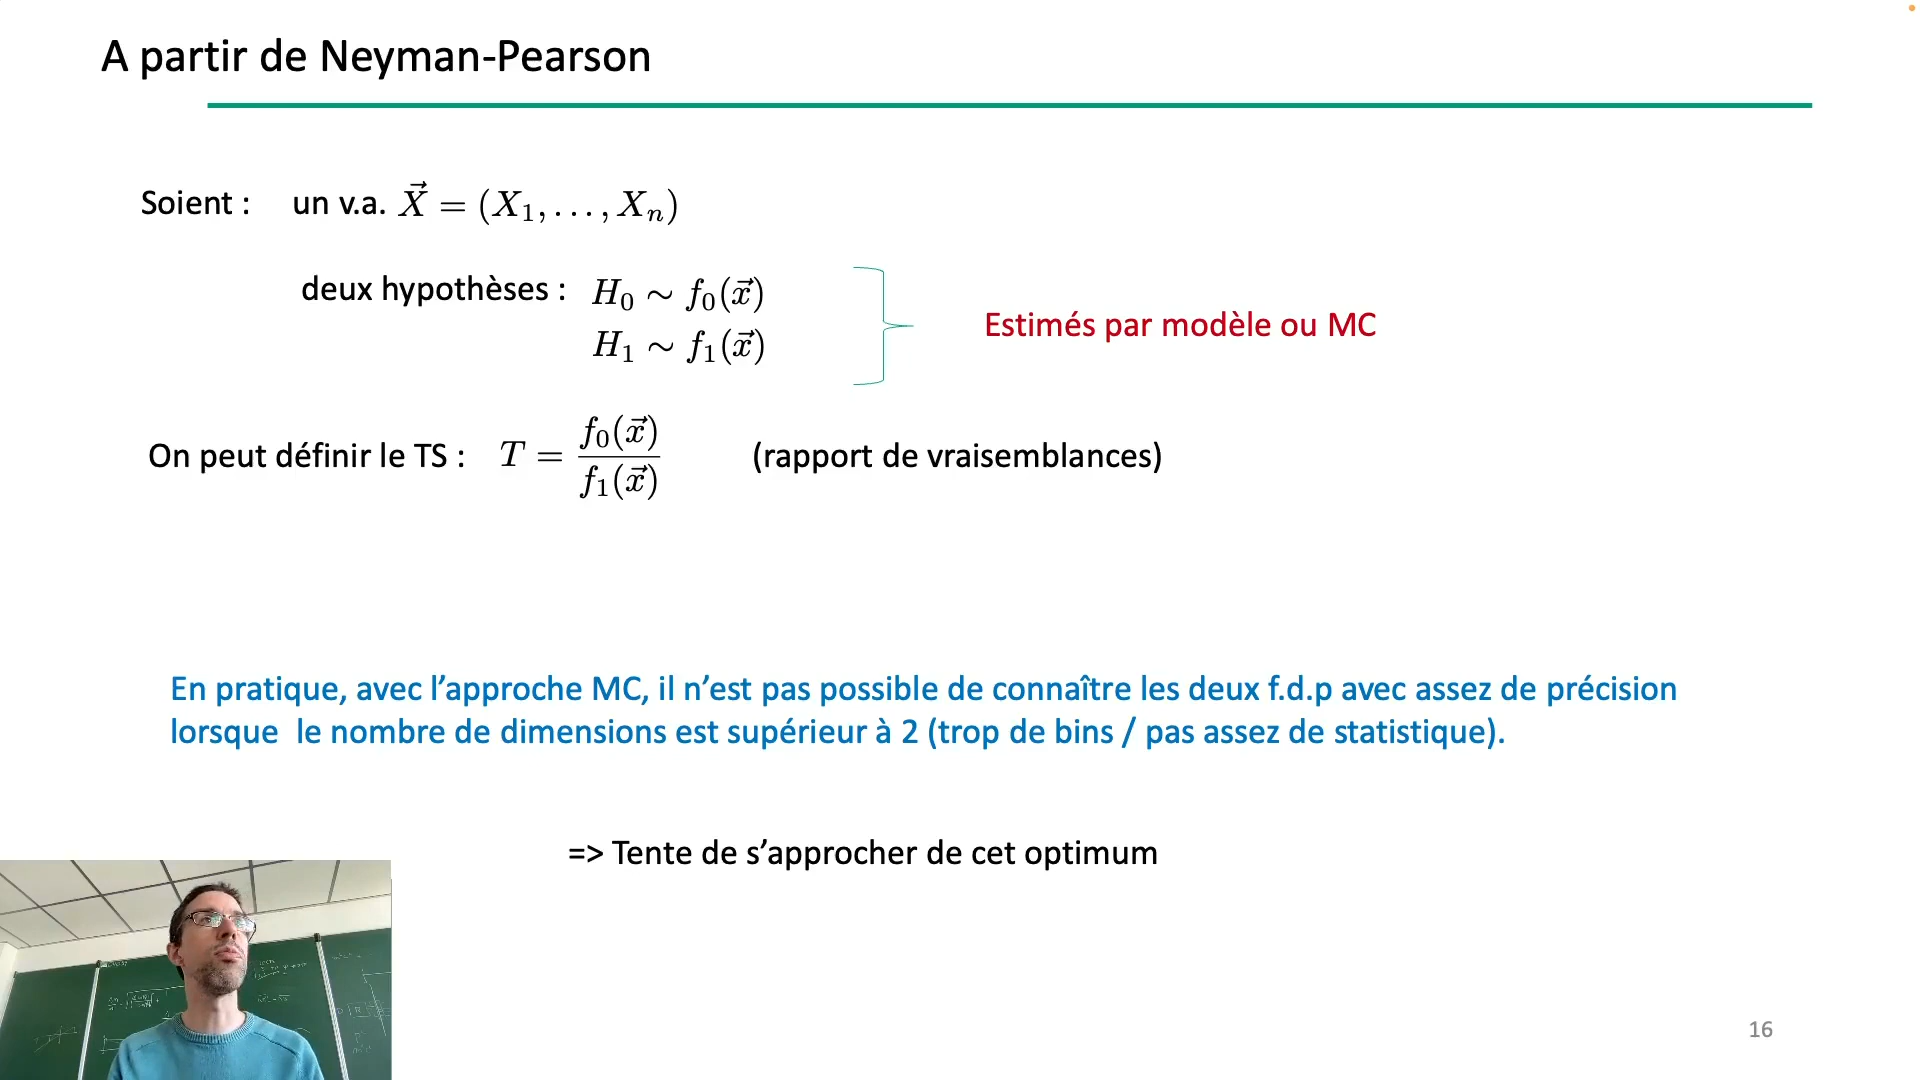 A partir de Neyman-Pearson
Soient : un v.a. $\vec{X} = (X_1, \ldots, X_n)$
deux hypothèses : $H_0 \sim f_0(\vec{x})$
$H_1 \sim f_1(\vec{x})$
Estimés par modèle ou MC
On peut définir le TS : $T = \frac{f_0(\vec{x})}{f_1(\vec{x})}$ (rapport de vraisemblances)
En pratique, avec l’approche MC, il n’est pas possible de connaître les deux f.d.p avec assez de précision
lorsque le nombre de dimensions est supérieur à 2 (trop de bins / pas assez de statistique).
=> Tente de s’approcher de cet optimum
16